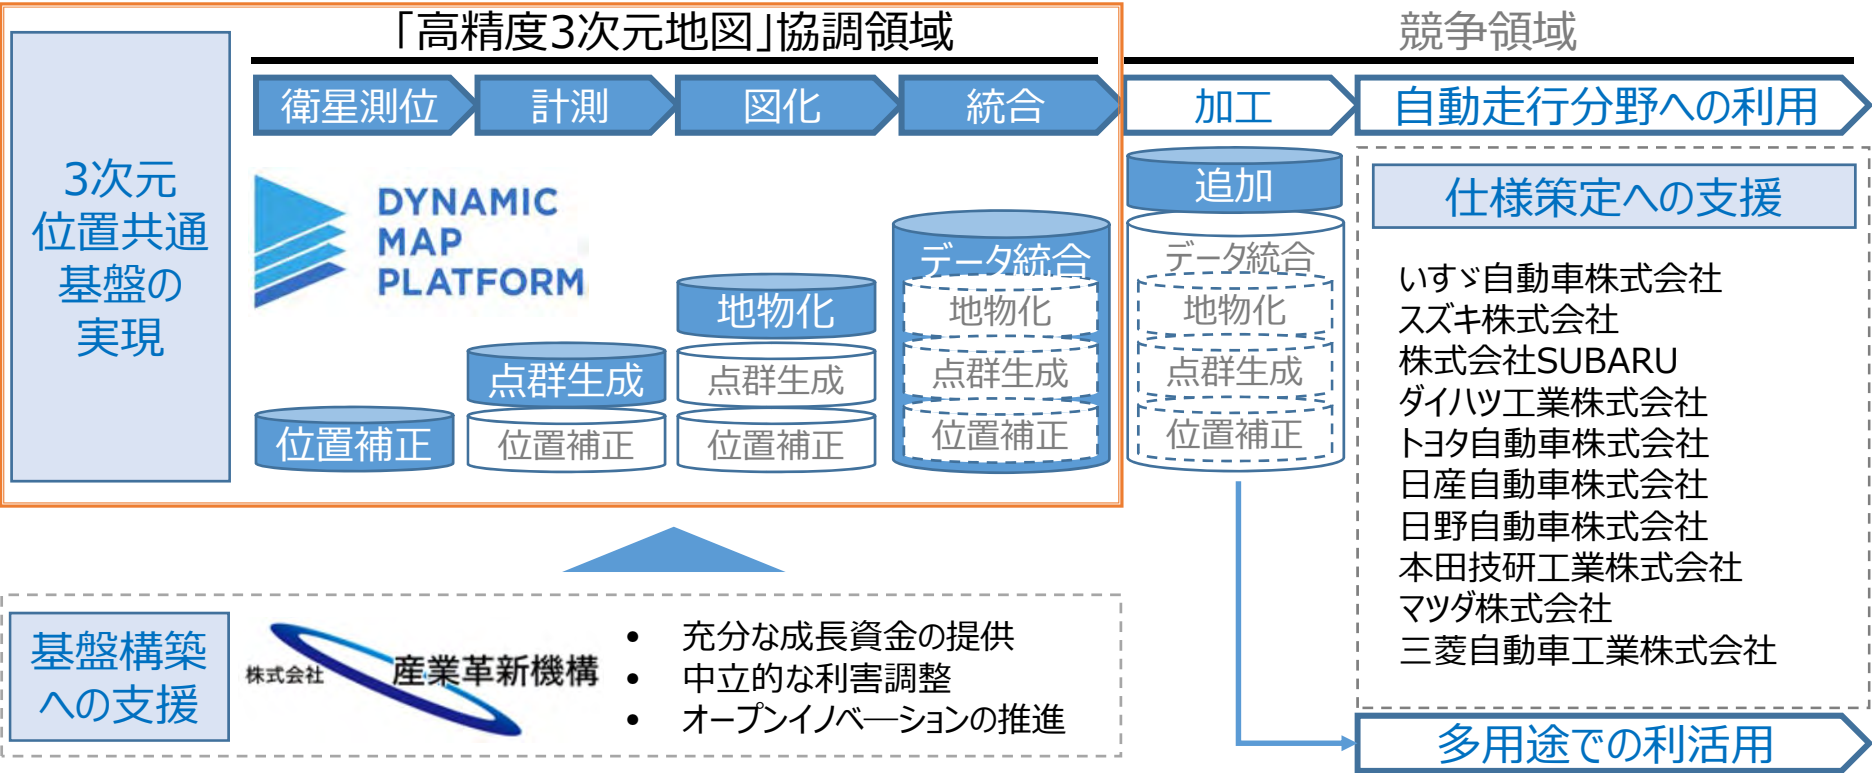 「高精度3次元地図」協調領域
競争領域
3次元
位置共通
基盤の
実現
衛星測位
計測
図化
統合
加工
自動走行分野への利用
DYNAMIC
MAP
PLATFORM
位置補正
点群生成
位置補正
地物化
点群生成
位置補正
データ統合
地物化
点群生成
位置補正
追加
データ統合
地物化
点群生成
位置補正
仕様策定への支援
いすゞ自動車株式会社
スズキ株式会社
株式会社SUBARU
ダイハツ工業株式会社
トヨタ自動車株式会社
日産自動車株式会社
日野自動車株式会社
本田技研工業株式会社
マツダ株式会社
三菱自動車工業株式会社
多用途での利活用
基盤構築
への支援
株式会社 産業革新機構
• 充分な成長資金の提供
• 中立的な利害調整
• オープンイノベ―ションの推進